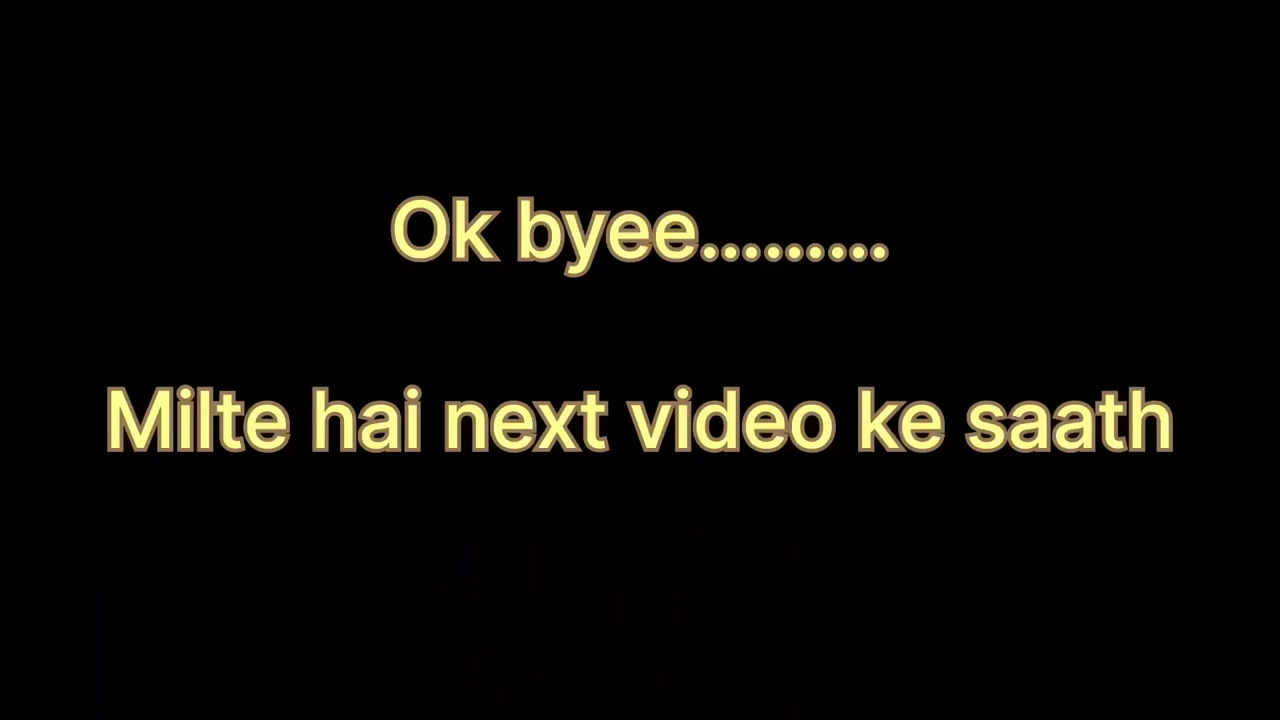 Ok byee.........
Milte hai next video ke saath